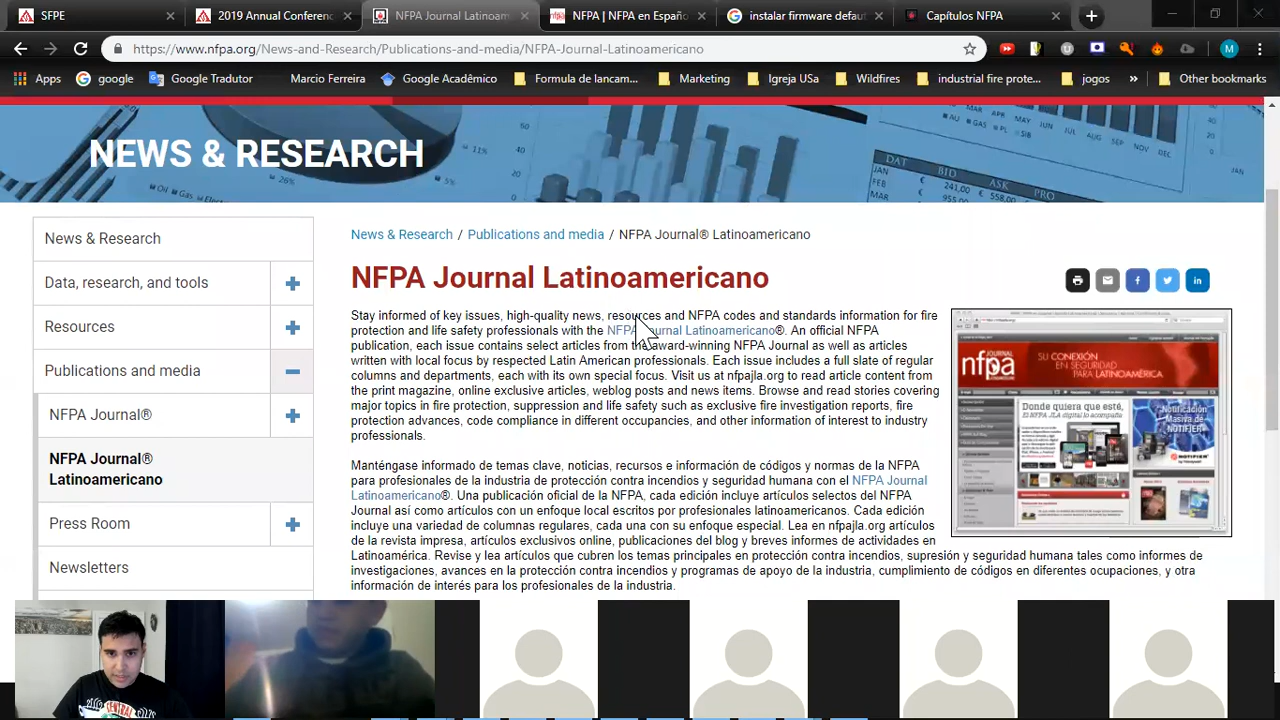 SFPE
2019 Annual Conferenc
NFPA Journal Latinoam
NFPA | NFPA en Españo
instalar firmware defau
Capítulos NFPA
https://www.nfpa.org/News-and-Research/Publications-and-media/NFPA-Journal-Latinoamericano
M
Apps
google
Google Tradutor
Marcio Ferreira
Google Acadêmico
Formula de lancam...
Marketing
Igreja USa
Wildfires
industrial fire prote...
jogos
»
Other bookmarks
NEWS & RESEARCH
News & Research
Data, research, and tools
Resources
Publications and media
NFPA Journal®
NFPA Journal®
Latinoamericano
Press Room
Newsletters
News & Research / Publications and media / NFPA Journal® Latinoamericano
NFPA Journal Latinoamericano
Stay informed of key issues, high-quality news, resources and NFPA codes and standards information for fire
protection and life safety professionals with the NFPA Journal Latinoamericano®. An official NFPA
publication, each issue contains select articles from the award-winning NFPA Journal as well as articles
written with local focus by respected Latin American professionals. Each issue includes a full slate of regular
columns and departments, each with its own special focus. Visit us at nfpajla.org to read article content from
the print magazine, online exclusive articles, weblog posts and news items. Browse and read stories covering
major topics in fire protection, suppression and life safety such as exclusive fire investigation reports, fire
protection advances, code compliance in different occupancies, and other information of interest to industry
professionals.
Manténgase informado de temas clave, noticias, recursos e información de códigos y normas de la NFPA
para profesionales de la industria de protección contra incendios y seguridad humana con el NFPA Journal
Latinoamericano®. Una publicación oficial de la NFPA, cada edición incluye artículos selectos del NFPA
Journal así como artículos con un enfoque local escritos por profesionales latinoamericanos. Cada edición
incluye una variedad de columnas regulares, cada una con su enfoque especial. Lea en nfpajla.org artículos
de la revista impresa, artículos exclusivos online, publicaciones del blog y breves informes de actividades en
Latinoamérica. Revise y lea artículos que cubren los temas principales en protección contra incendios, supresión y seguridad humana tales como informes de
investigaciones, avances en la protección contra incendios y programas de apoyo de la industria, cumplimiento de códigos en diferentes ocupaciones, y otra
información de interés para los profesionales de la industria.
nfpa JOURNAL
SU CONEXIÓN
EN SEGURIDAD
PARA LATINOAMÉRICA
Donde quiera que esté,
el NFPA JLA digital lo acompaña
Notificación
Masiva de
NOTIFIER